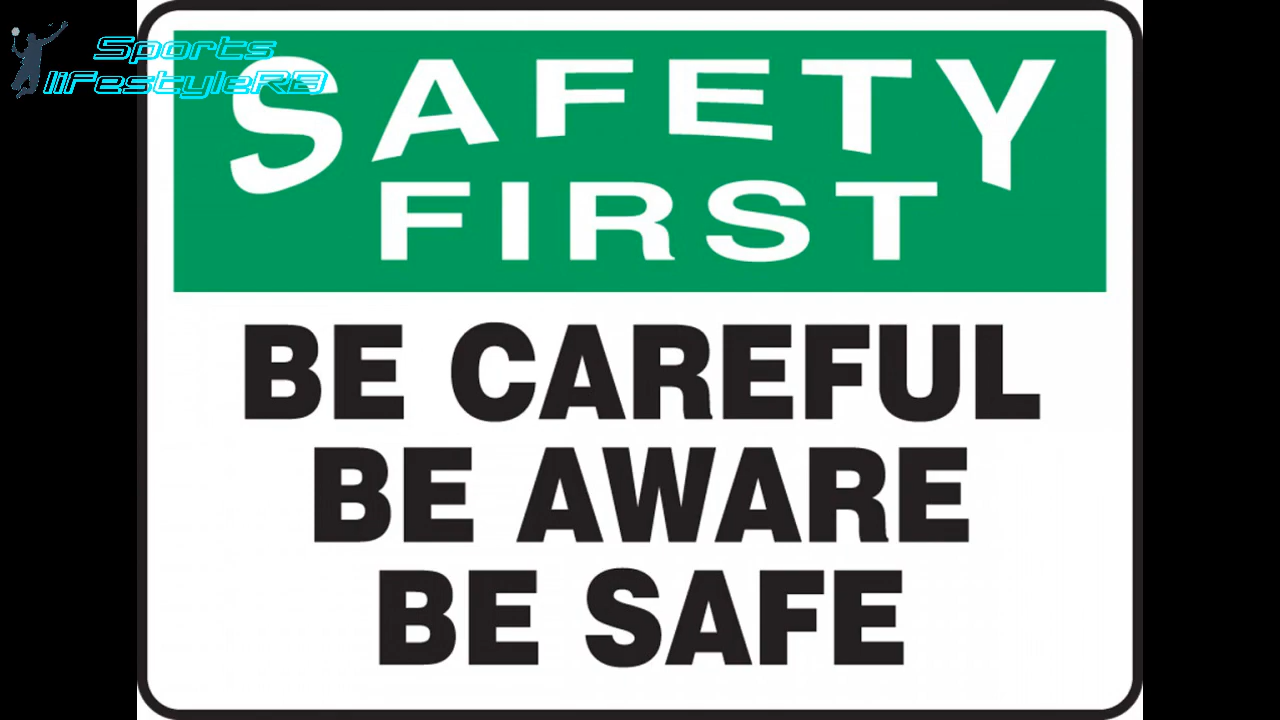 Sports
lifestyleRB
SAFETY
FIRST
BE CAREFUL
BE AWARE
BE SAFE